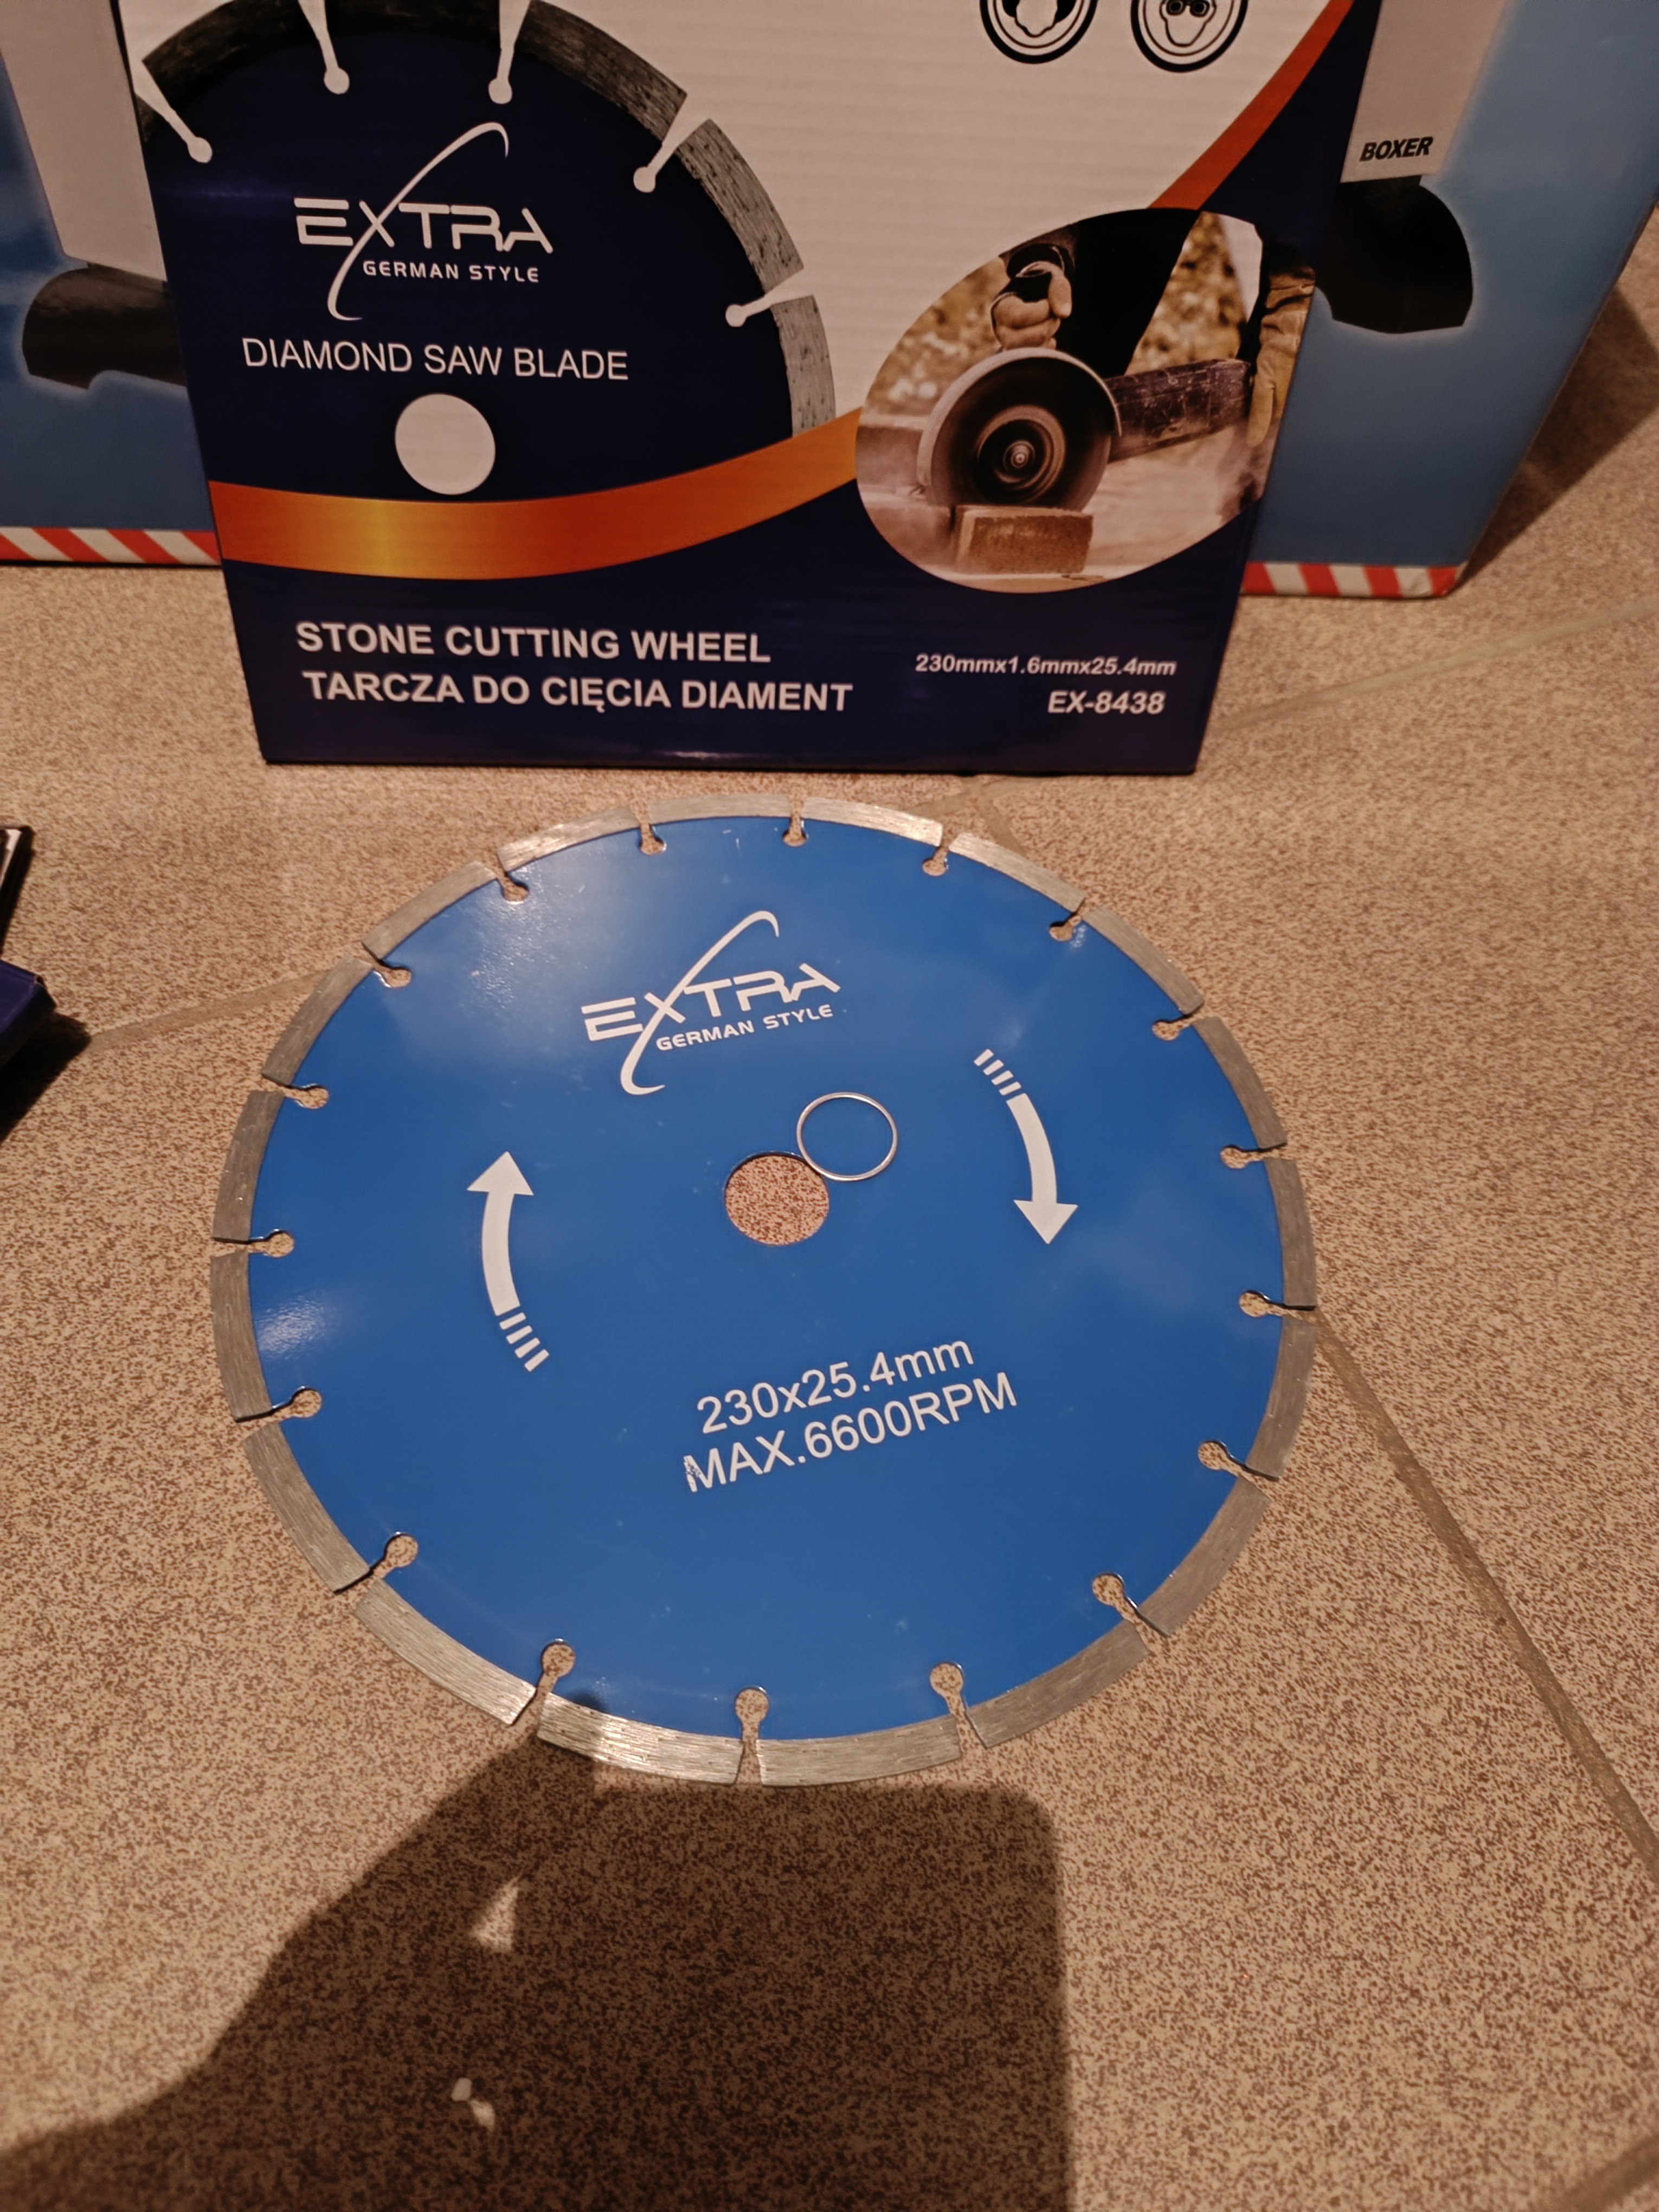 BOXER
EXTRA
GERMAN STYLE
DIAMOND SAW BLADE
STONE CUTTING WHEEL
TARCZA DO CIĘCIA DIAMENT
230mmx1.6mmx25.4mm
EX-8438
EXTRA
GERMAN STYLE
230x25.4mm
MAX.6600RPM